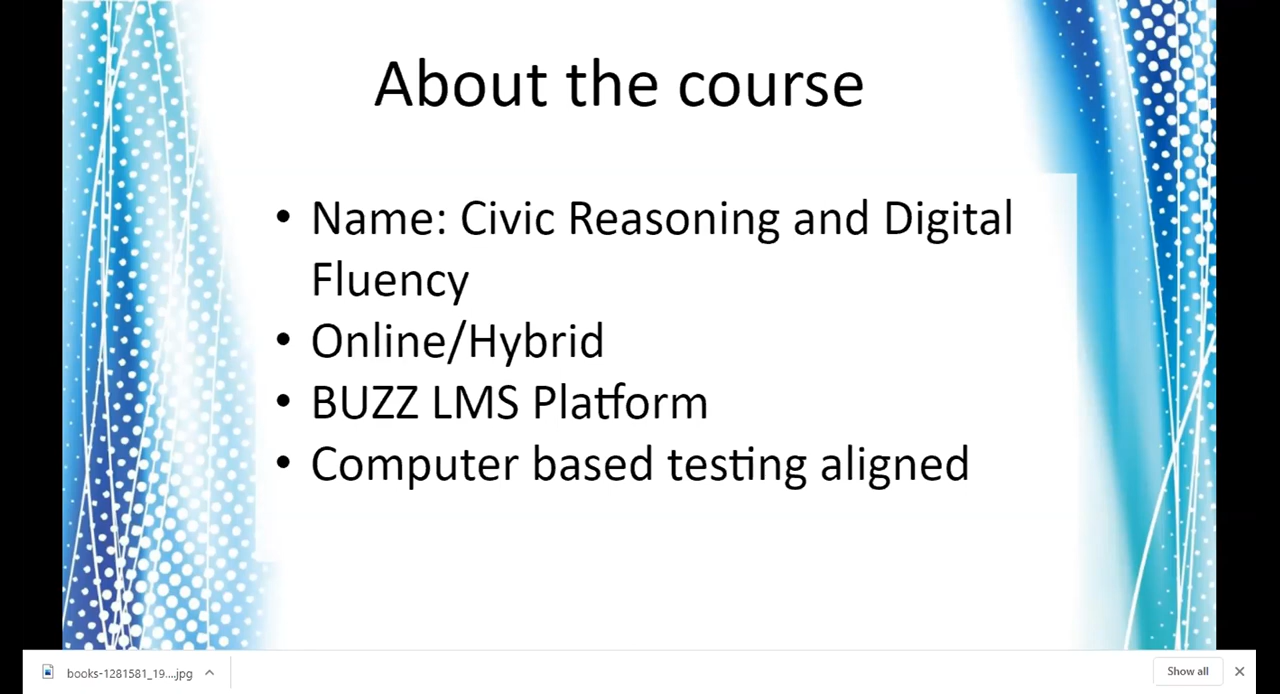 About the course
• Name: Civic Reasoning and Digital
Fluency
• Online/Hybrid
• BUZZ LMS Platform
• Computer based testing aligned
books-1281581_19....jpg
Show all